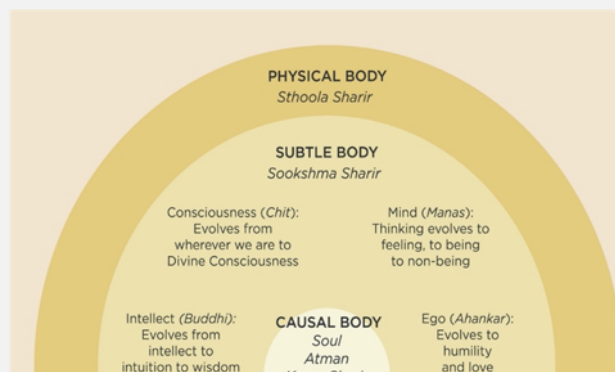 PHYSICAL BODY
Sthoola Sharir
SUBTLE BODY
Sookshma Sharir
Consciousness (Chit):
Evolves from
wherever we are to
Divine Consciousness
Mind (Manas):
Thinking evolves to
feeling, to being
to non-being
Intellect (Buddhi):
Evolves from
intellect to
intuition to wisdom
CAUSAL BODY
Soul
Atman
Ego (Ahankar):
Evolves to
humility
and love